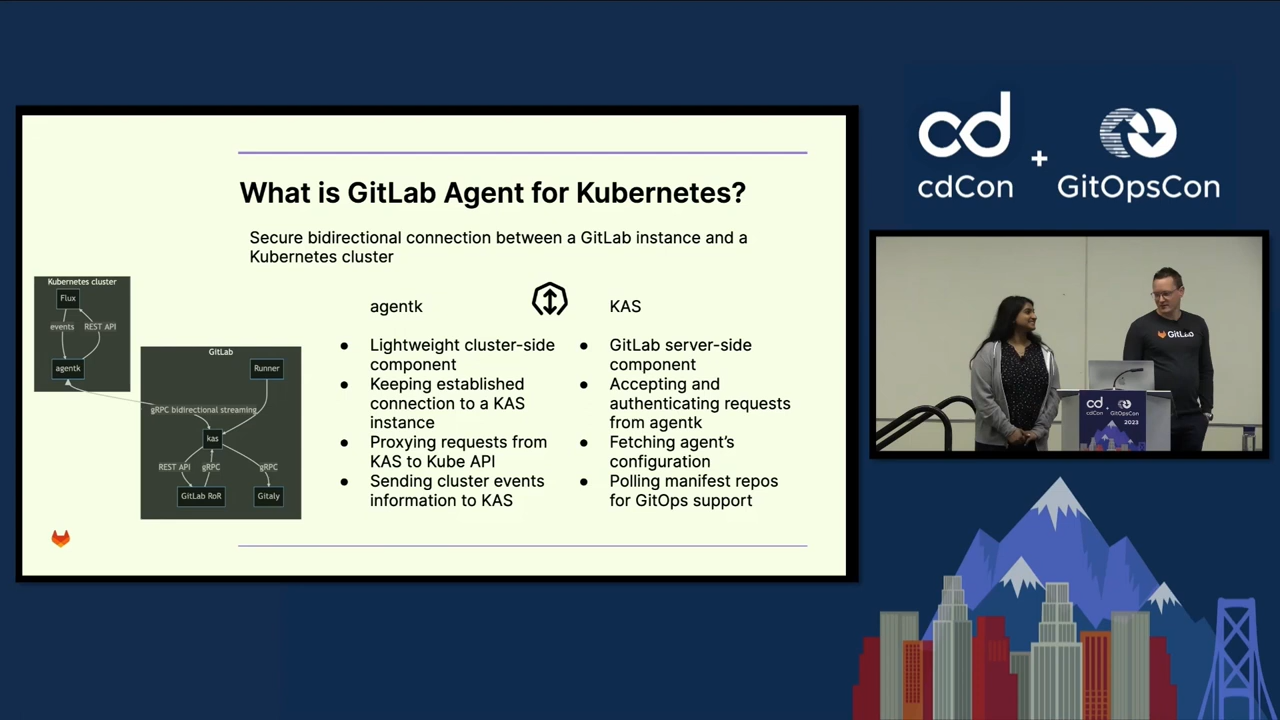 What is GitLab Agent for Kubernetes?
Secure bidirectional connection between a GitLab instance and a
Kubernetes cluster
agentk
● Lightweight cluster-side
component
● Keeping established
connection to a KAS
instance
● Proxying requests from
KAS to Kube API
● Sending cluster events
information to KAS
KAS
● GitLab server-side
component
● Accepting and
authenticating requests
from agentk
● Fetching agent's
configuration
● Polling manifest repos
for GitOps support
Kubernetes cluster
Flux
events
REST API
agentk
GitLab
Runner
gRPC bidirectional streaming
kas
REST API
gRPC
gRPC
GitLab RoR
Gitaly
cd
cdCon
+
GitOpsCon
GitLab
cd
cdCon
+
GitOpsCon
2023